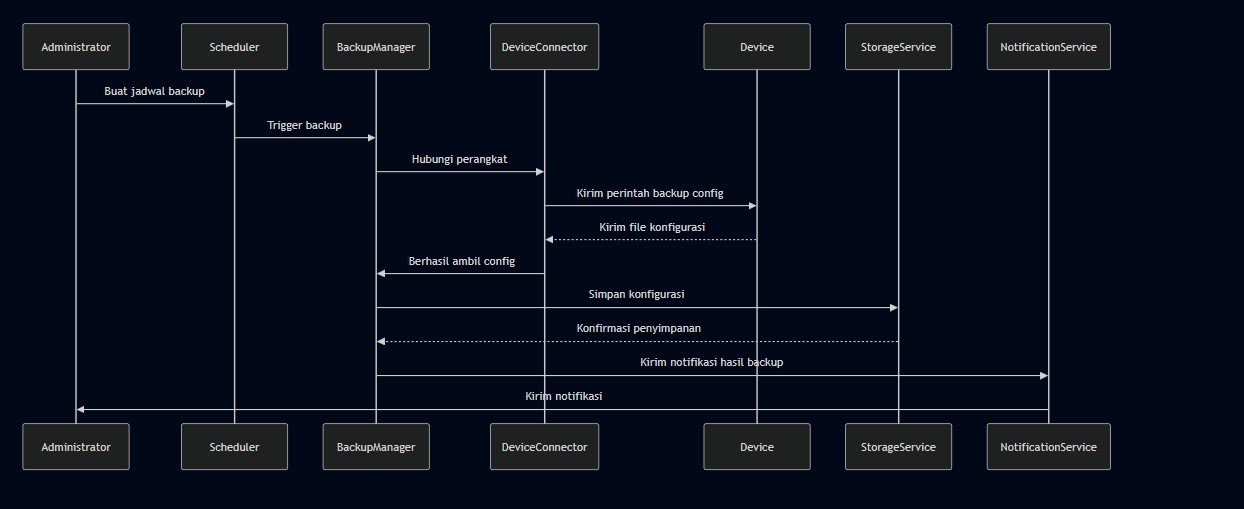 Administrator
Scheduler
BackupManager
DeviceConnector
Device
StorageService
NotificationService
Buat jadwal backup
Trigger backup
Hubungi perangkat
Kirim perintah backup config
Kirim file konfigurasi
Berhasil ambil config
Simpan konfigurasi
Konfirmasi penyimpanan
Kirim notifikasi hasil backup
Kirim notifikasi
Administrator
Scheduler
BackupManager
DeviceConnector
Device
StorageService
NotificationService